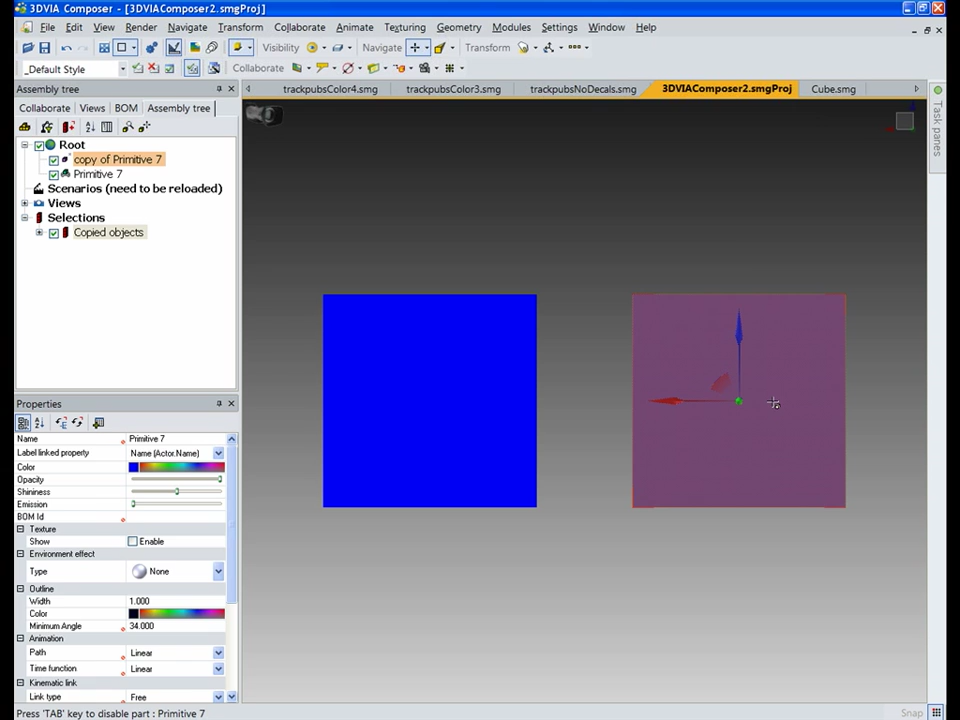 3DVIA Composer - [3DVIAComposer2.smgProj]
File Edit View Render Navigate Window Transform Collaborate Animate Texturing Geometry Modules Settings Window Help
Visibility Navigate Transform
_Default Style Collaborate
Assembly tree
trackpubsColor4.smg trackpubsColor3.smg trackpubsNoDecals.smg 3DVIAComposer2.smgProj Cube.smg
Collaborate Views BOM Assembly tree
Task panes
Root
copy of Primitive 7
Primitive 7
Scenarios (need to be reloaded)
Views
Selections
Copied objects
Properties
Name Primitive 7
Label linked property Name (Actor.Name)
Color
Opacity
Shininess
Emission
BOM Id
Texture
Show Enable
Environment effect
Type None
Outline
Width 1.000
Color
Minimum Angle 34.000
Animation
Path Linear
Time function Linear
Kinematic link
Link type Free
Press 'TAB' key to disable part : Primitive 7
Snap